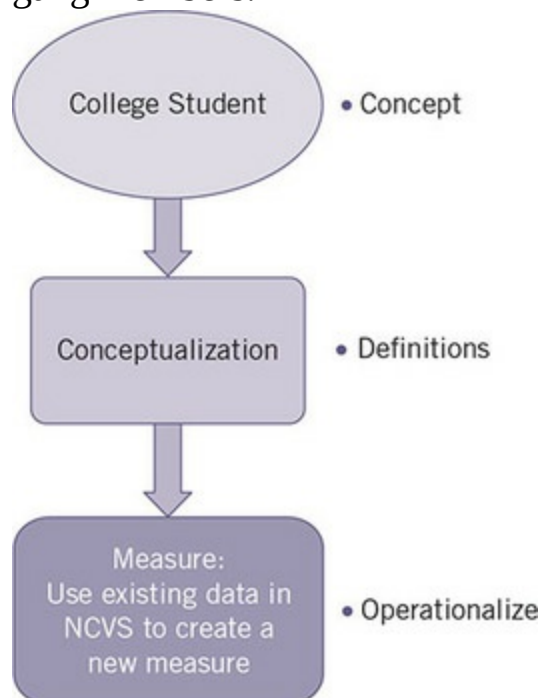 College Student
• Concept
Conceptualization
• Definitions
Measure:
Use existing data in
NCVS to create a
new measure
• Operationalize